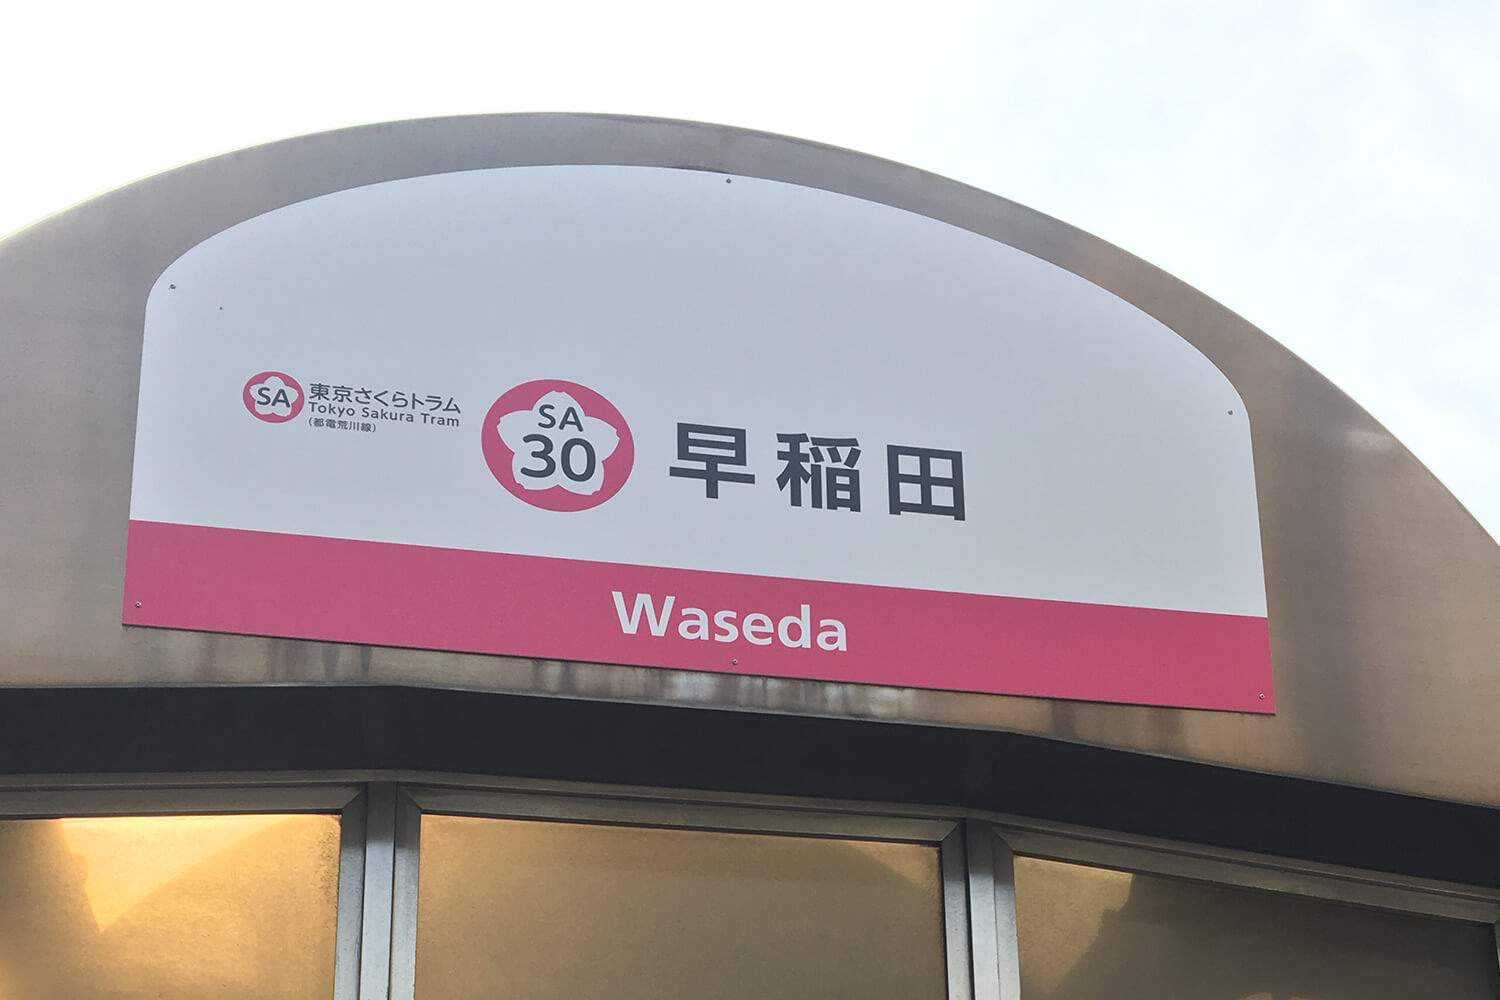 SA
東京さくらトラム
Tokyo Sakura Tram
(都電荒川線)
SA
30
早稲田
Waseda